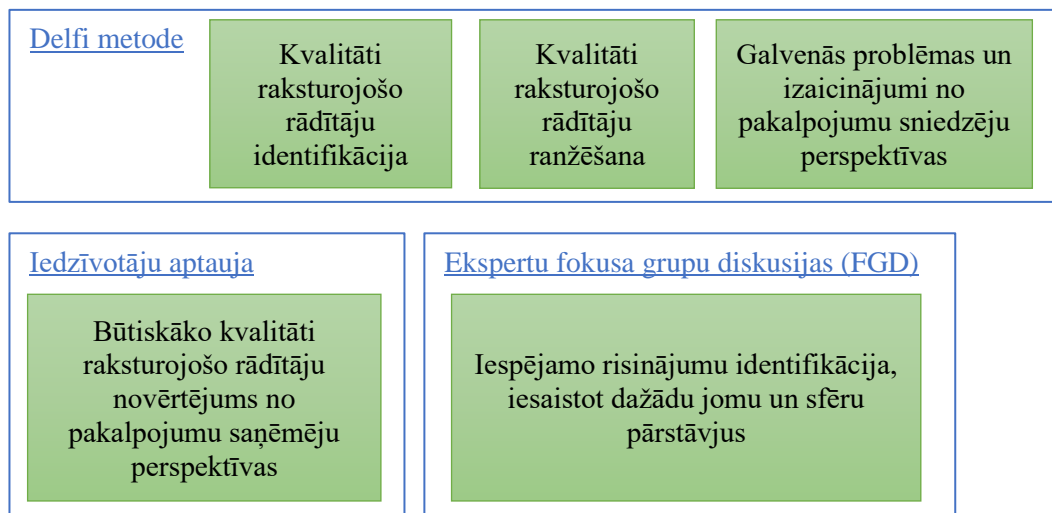 Delfi metode
Kvalitāti
raksturojošo
rādītāju
identifikācija
Kvalitāti
raksturojošo
rādītāju
ranžēšana
Galvenās problēmas un
izaicinājumi no
pakalpojumu sniedzēju
perspektīvas
Iedzīvotāju aptauja
Būtiskāko kvalitāti
raksturojošo rādītāju
novērtējums no
pakalpojumu saņēmēju
perspektīvas
Ekspertu fokusa grupu diskusijas (FGD)
Iespējamo risinājumu identifikācija,
iesaistot dažādu jomu un sfēru
pārstāvjus